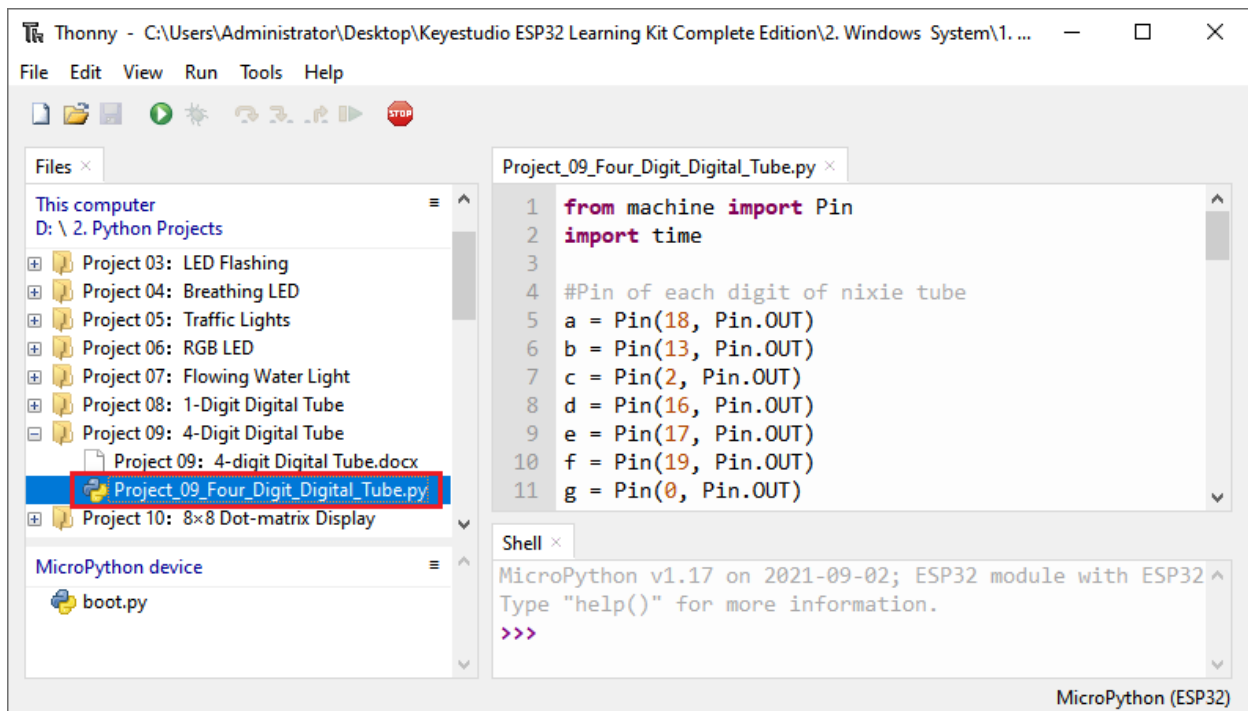 Thonny - C:\Users\Administrator\Desktop\Keyestudio ESP32 Learning Kit Complete Edition\2. Windows System\1. ...
File Edit View Run Tools Help
STOP
Files
This computer
D: \ 2. Python Projects
Project 03: LED Flashing
Project 04: Breathing LED
Project 05: Traffic Lights
Project 06: RGB LED
Project 07: Flowing Water Light
Project 08: 1-Digit Digital Tube
Project 09: 4-Digit Digital Tube
Project 09: 4-digit Digital Tube.docx
Project_09_Four_Digit_Digital_Tube.py
Project 10: 8×8 Dot-matrix Display
MicroPython device
boot.py
Project_09_Four_Digit_Digital_Tube.py
1 from machine import Pin
2 import time
3
4 #Pin of each digit of nixie tube
5 a = Pin(18, Pin.OUT)
6 b = Pin(13, Pin.OUT)
7 c = Pin(2, Pin.OUT)
8 d = Pin(16, Pin.OUT)
9 e = Pin(17, Pin.OUT)
10 f = Pin(19, Pin.OUT)
11 g = Pin(0, Pin.OUT)
Shell
MicroPython v1.17 on 2021-09-02; ESP32 module with ESP32
Type "help()" for more information.
>>>
MicroPython (ESP32)